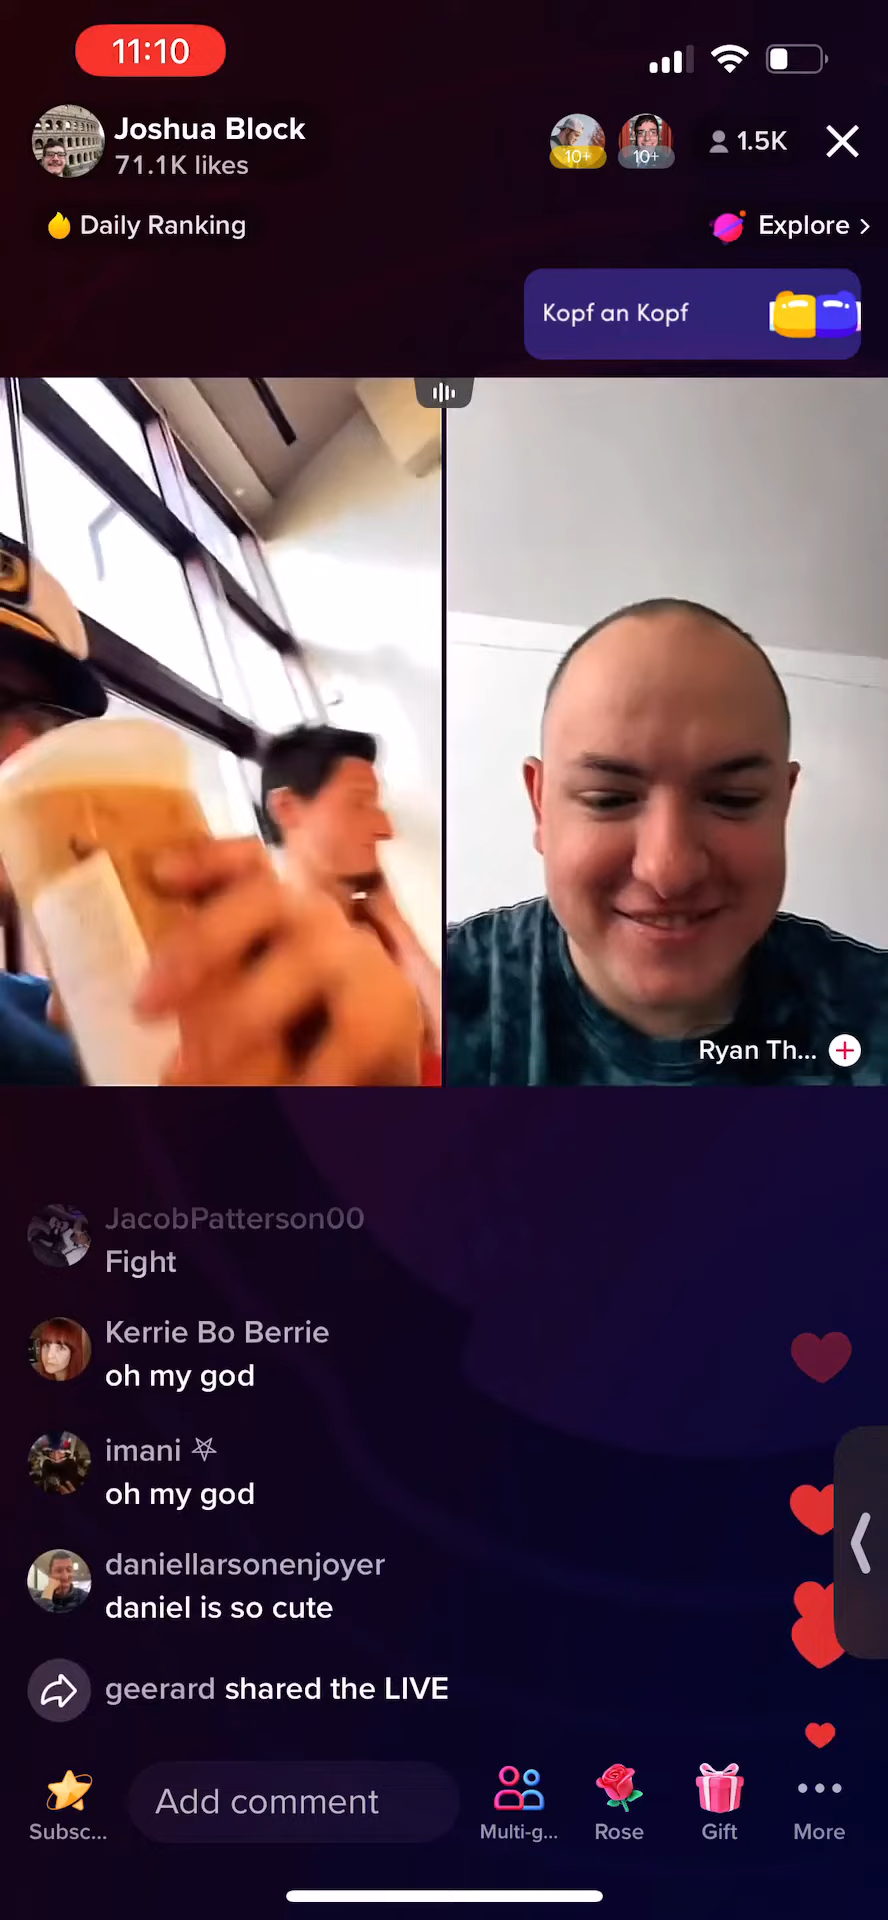 11:10
Joshua Block
71.1K likes
10+
10+
1.5K
Daily Ranking
Explore >
Kopf an Kopf
Ryan Th...
JacobPatterson00
Fight
Kerrie Bo Berrie
oh my god
imani ⛧
oh my god
daniellarsonenjoyer
daniel is so cute
geerard shared the LIVE
Subsc...
Add comment
Multi-g...
Rose
Gift
More